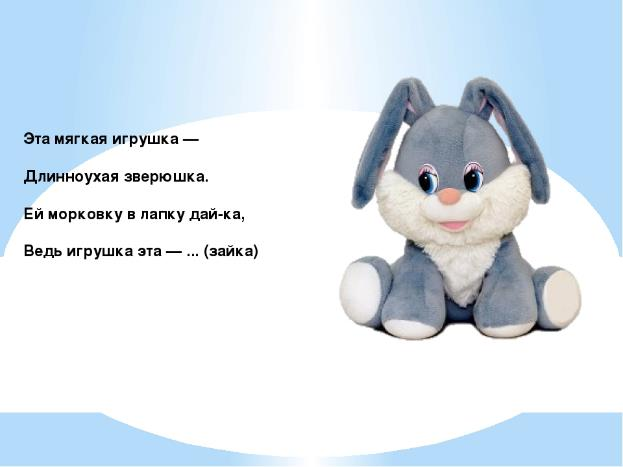 Эта мягкая игрушка —
Длинноухая зверюшка.
Ей морковку в лапку дай-ка,
Ведь игрушка эта — ... (зайка)